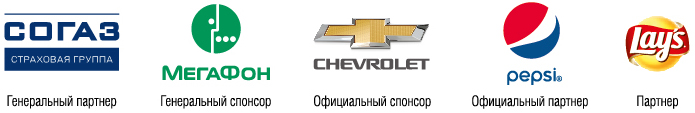 СОГАЗ
СТРАХОВАЯ ГРУППА
Генеральный партнер
МЕГАФОН
Генеральный спонсор
CHEVROLET
Официальный спонсор
pepsi®
Официальный партнер
Lay's
Партнер